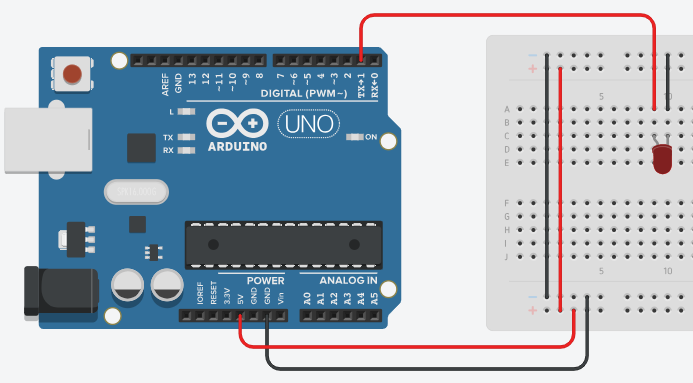 AREF GND 13 12 ~11 ~10 ~9 8 7 ~6 ~5 4 ~3 2 TX→1 RX←0
DIGITAL (PWM~)
L
TX
RX
ARDUINO
UNO
ON
POWER
ANALOG IN
IOREF RESET 3.3V 5V GND GND Vin A0 A1 A2 A3 A4 A5
− +
5 10
A
B
C
D
E
F
G
H
I
J
5 10
− +